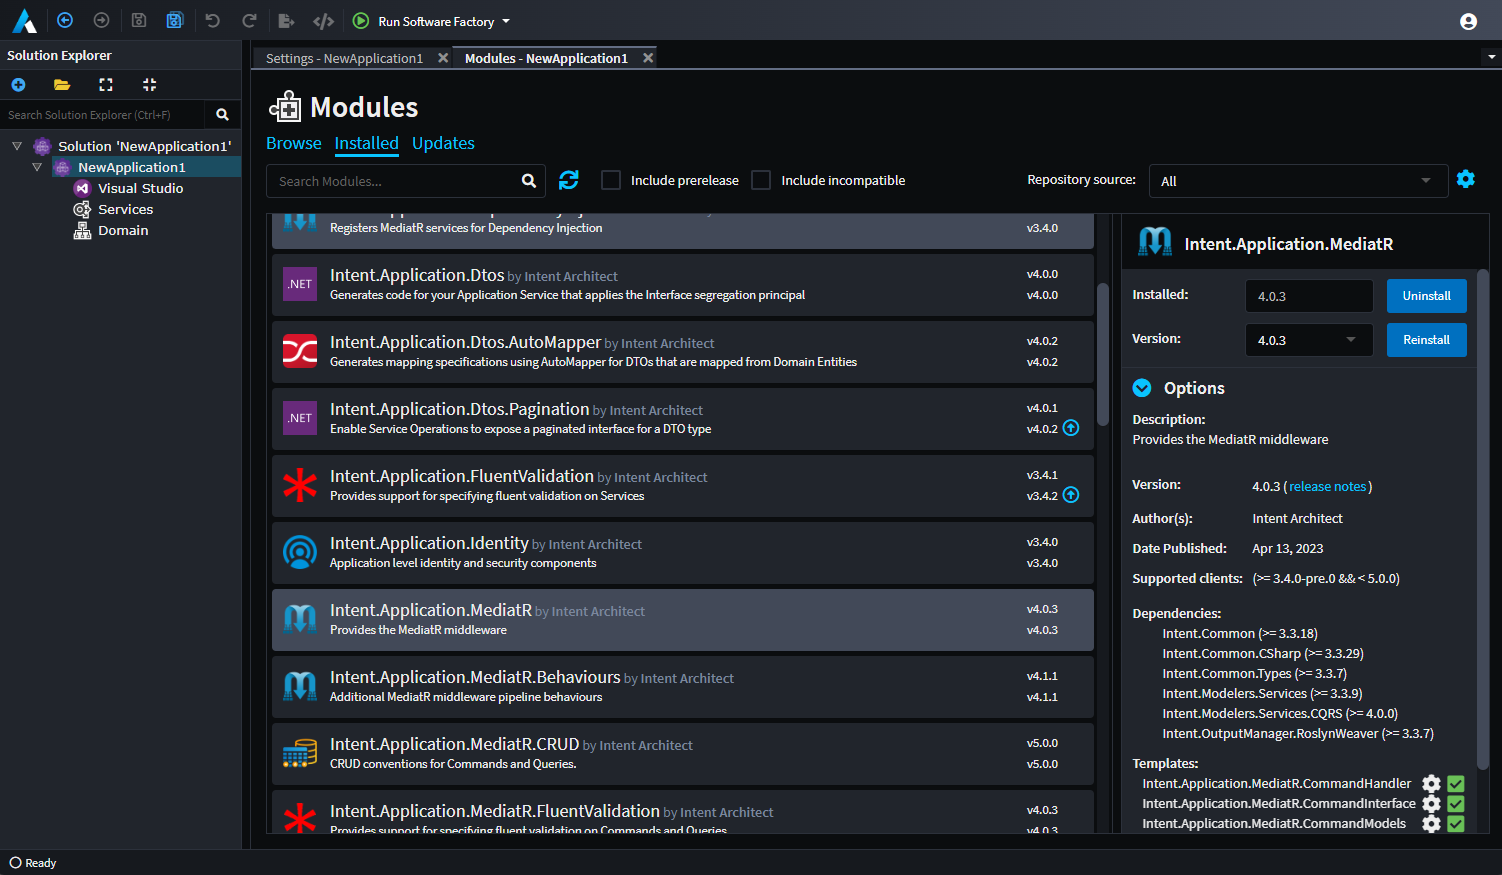 Run Software Factory
Solution Explorer
Settings - NewApplication1
Modules - NewApplication1
Search Solution Explorer (Ctrl+F)
Solution 'NewApplication1'
NewApplication1
Visual Studio
Services
Domain
Modules
Browse Installed Updates
Search Modules...
Include prerelease
Include incompatible
Repository source:
All
Registers MediatR services for Dependency Injection
v3.4.0
.NET
Intent.Application.Dtos by Intent Architect
v4.0.0
Generates code for your Application Service that applies the Interface segregation principal
v4.0.0
Intent.Application.Dtos.AutoMapper by Intent Architect
v4.0.2
Generates mapping specifications using AutoMapper for DTOs that are mapped from Domain Entities
v4.0.2
.NET
Intent.Application.Dtos.Pagination by Intent Architect
v4.0.1
Enable Service Operations to expose a paginated interface for a DTO type
v4.0.2
Intent.Application.FluentValidation by Intent Architect
v3.4.1
Provides support for specifying fluent validation on Services
v3.4.2
Intent.Application.Identity by Intent Architect
v3.4.0
Application level identity and security components
v3.4.0
Intent.Application.MediatR by Intent Architect
v4.0.3
Provides the MediatR middleware
v4.0.3
Intent.Application.MediatR.Behaviours by Intent Architect
v4.1.1
Additional MediatR middleware pipeline behaviours
v4.1.1
Intent.Application.MediatR.CRUD by Intent Architect
v5.0.0
CRUD conventions for Commands and Queries.
v5.0.0
Intent.Application.MediatR.FluentValidation by Intent Architect
v4.0.3
Provides support for specifying fluent validation on Commands and Queries
v4.0.3
Intent.Application.MediatR
Installed:
4.0.3
Uninstall
Version:
4.0.3
Reinstall
Options
Description:
Provides the MediatR middleware
Version: 4.0.3 ( release notes )
Author(s): Intent Architect
Date Published: Apr 13, 2023
Supported clients: (>= 3.4.0-pre.0 && < 5.0.0)
Dependencies:
Intent.Common (>= 3.3.18)
Intent.Common.CSharp (>= 3.3.29)
Intent.Common.Types (>= 3.3.7)
Intent.Modelers.Services (>= 3.3.9)
Intent.Modelers.Services.CQRS (>= 4.0.0)
Intent.OutputManager.RoslynWeaver (>= 3.3.7)
Templates:
Intent.Application.MediatR.CommandHandler
Intent.Application.MediatR.CommandInterface
Intent.Application.MediatR.CommandModels
Ready